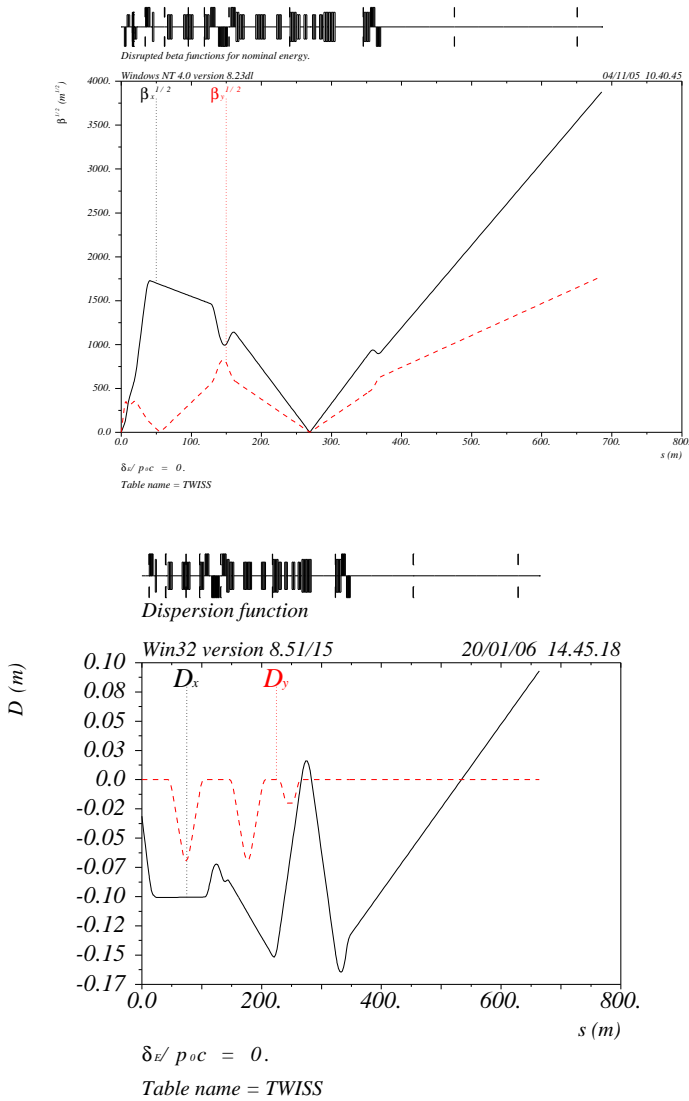 Disrupted beta functions for nominal energy.
Windows NT 4.0 version 8.23dl 04/11/05 10.40.45
β x 1/2 β y 1/2
β 1/2 (m 1/2)
4000.
3500.
3000.
2500.
2000.
1500.
1000.
500.
0.0
0.0 100. 200. 300. 400. 500. 600. 700. 800.
s (m)
δE/ p0c = 0.
Table name = TWISS
Dispersion function
Win32 version 8.51/15 20/01/06 14.45.18
Dx Dy
D (m)
0.10
0.08
0.05
0.03
0.0
-0.02
-0.05
-0.07
-0.10
-0.12
-0.15
-0.17
0.0 200. 400. 600. 800.
s (m)
δE/ p0c = 0.
Table name = TWISS